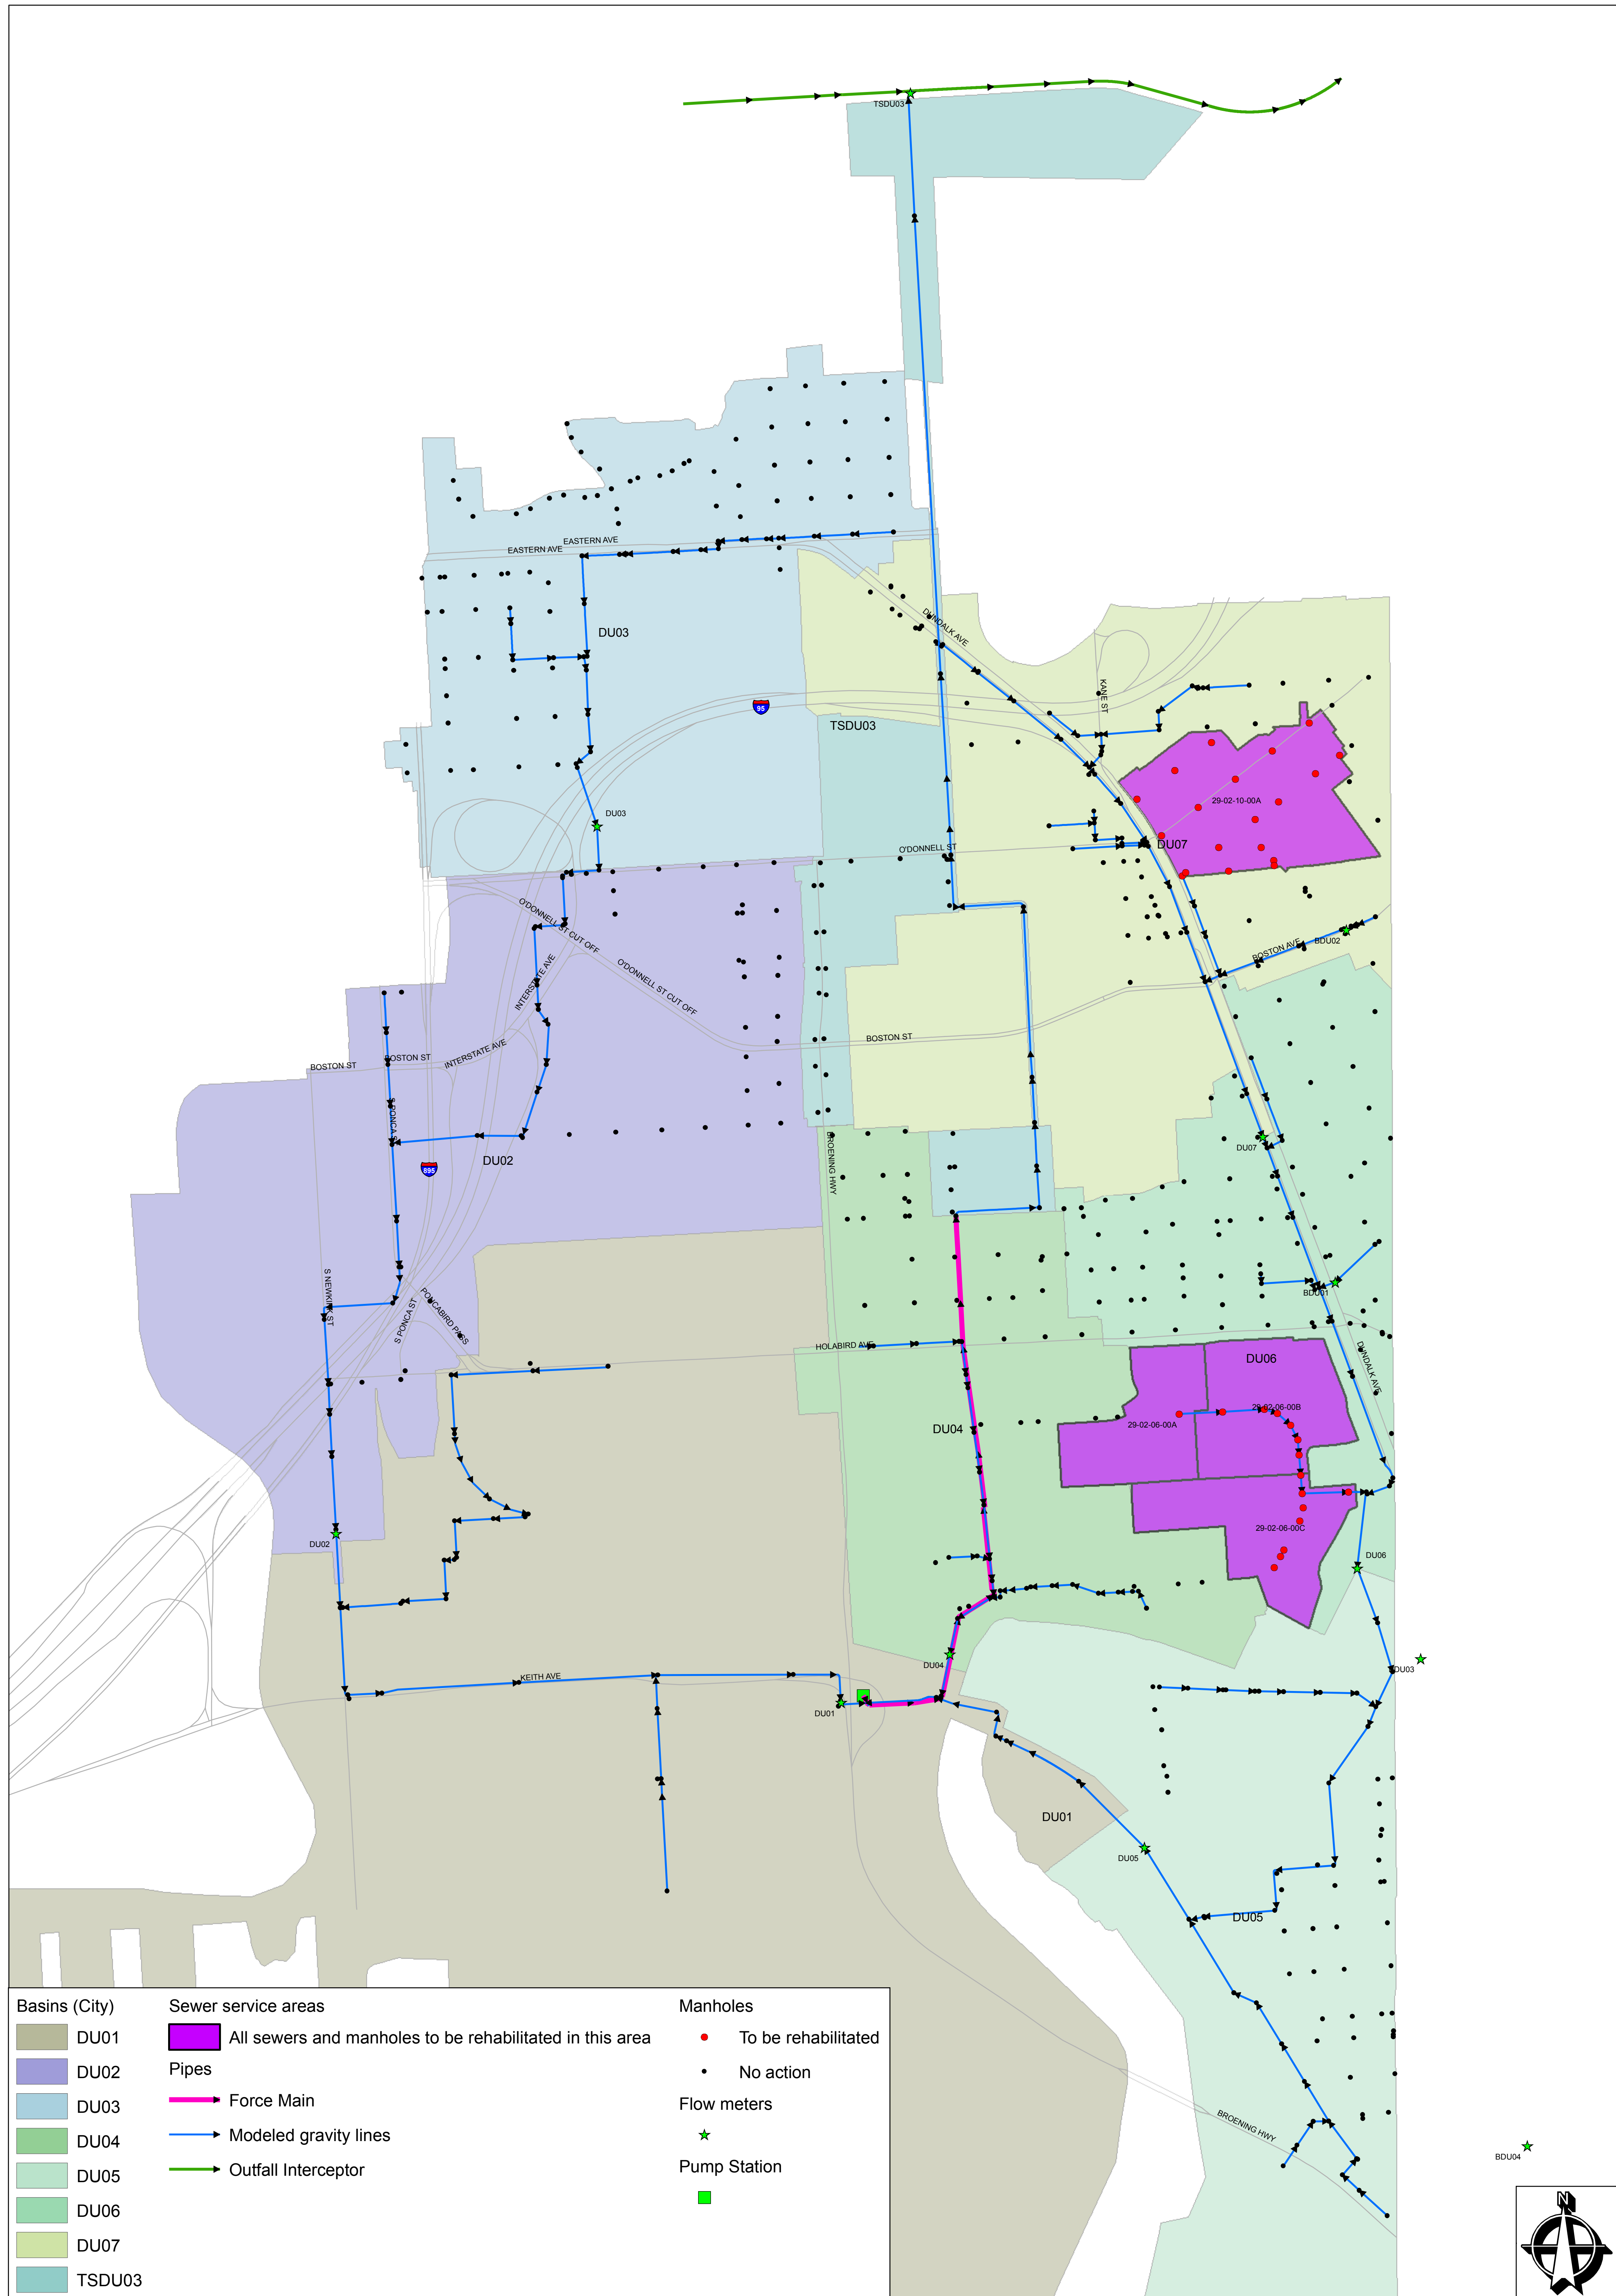 TSDU03
EASTERN AVE
EASTERN AVE
DU03
DUNDALK AVE
KANE ST
95
TSDU03
29-02-10-00A
DU03
O'DONNELL ST
DU07
O'DONNELL ST CUT OFF
INTERSTATE AVE
O'DONNELL ST CUT OFF
BDU02
BOSTON AVE
BOSTON ST
INTERSTATE AVE
BOSTON ST
BOSTON ST
S PONCA ST
BROENING HWY
DU07
DU02
895
S NEWKIRK ST
S PONCA ST
PONCABIRD PASS
BDU01
HOLABIRD AVE
DUNDALK AVE
DU06
29-02-06-00B
29-02-06-00A
DU04
29-02-06-00C
DU02
DU06
DU04
DU03
KEITH AVE
DU01
DU01
DU05
DU05
BROENING HWY
BDU04
Basins (City)
DU01
DU02
DU03
DU04
DU05
DU06
DU07
TSDU03
Sewer service areas
All sewers and manholes to be rehabilitated in this area
Pipes
Force Main
Modeled gravity lines
Outfall Interceptor
Manholes
To be rehabilitated
No action
Flow meters
Pump Station
N